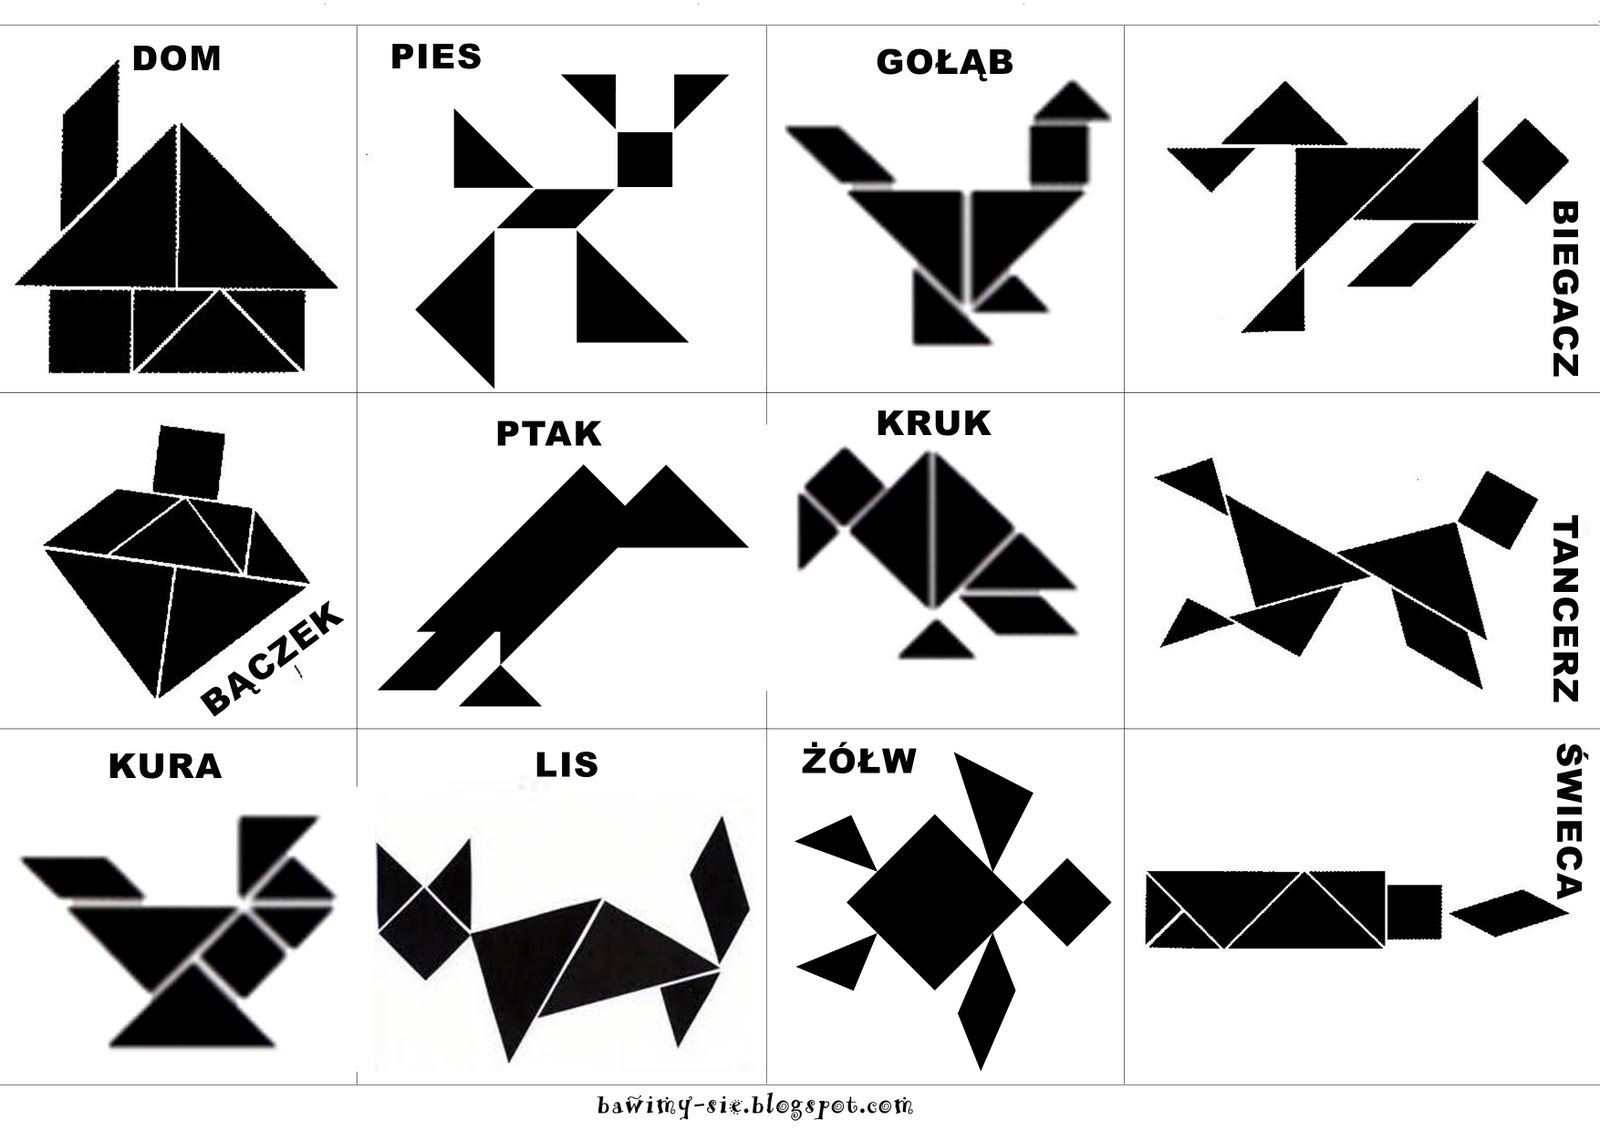 DOM
PIES
GOŁĄB
BIEGACZ
BĄCZEK
PTAK
KRUK
TANCERZ
KURA
LIS
ŻÓŁW
ŚWIECA
bawimy-sie.blogspot.com